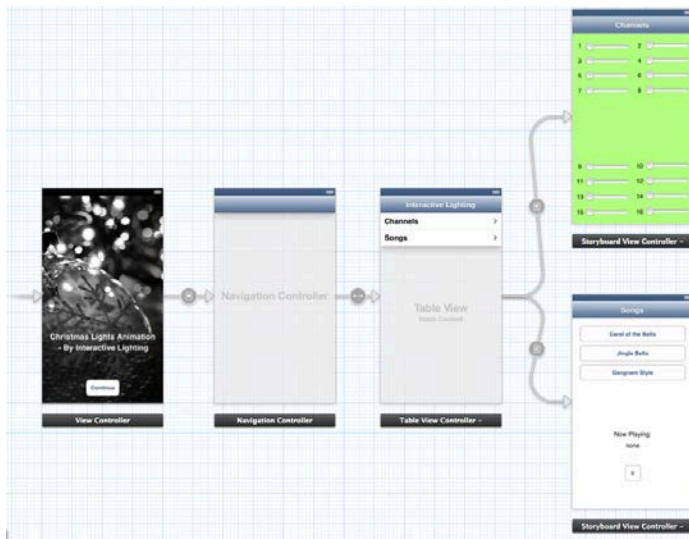 Channels
1 2
3 4
5 6
7 8
9 10
11 12
13 14
15 16
Storyboard View Controller –
Christmas Lights Animation
- By Interactive Lighting
Continue
View Controller
Navigation Controller
Navigation Controller
Interactive Lighting
Channels
Songs
Table View
Static Content
Table View Controller –
Songs
Carol of the Bells
Jingle Bells
Gangnam Style
Now Playing
none
Storyboard View Controller –